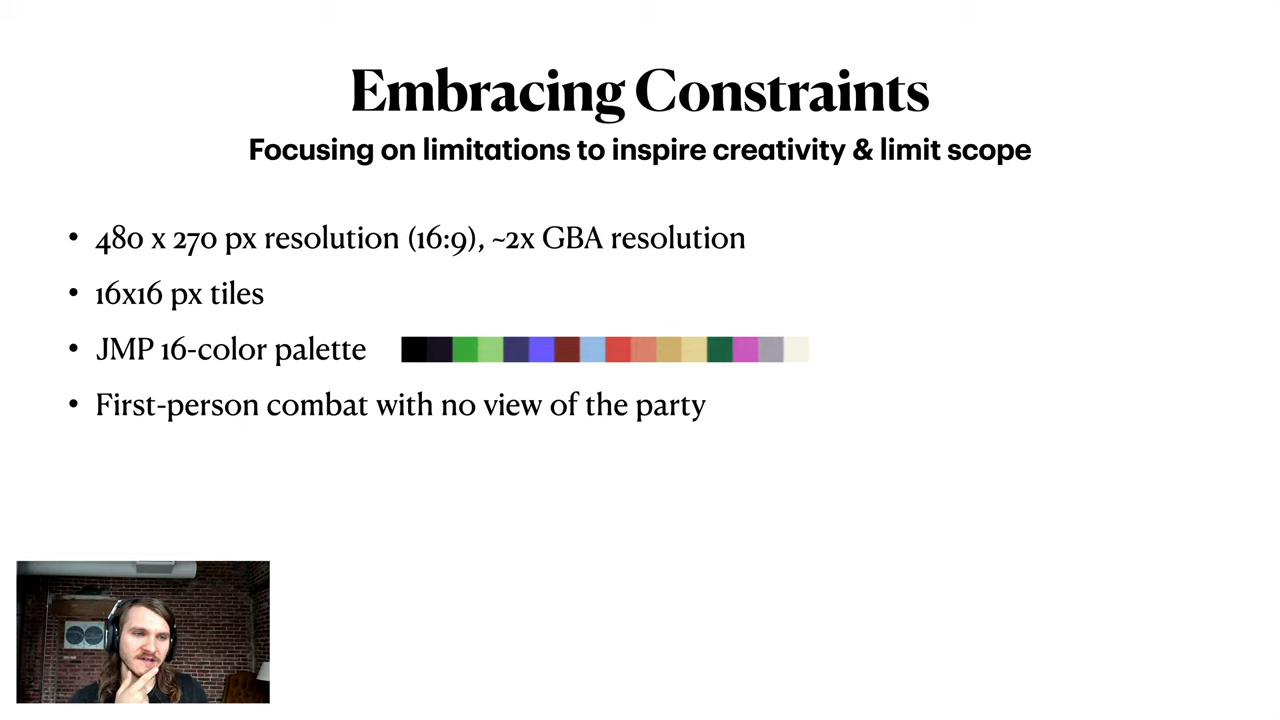 Embracing Constraints
Focusing on limitations to inspire creativity & limit scope
• 480 x 270 px resolution (16:9), ~2x GBA resolution
• 16x16 px tiles
• JMP 16-color palette
• First-person combat with no view of the party